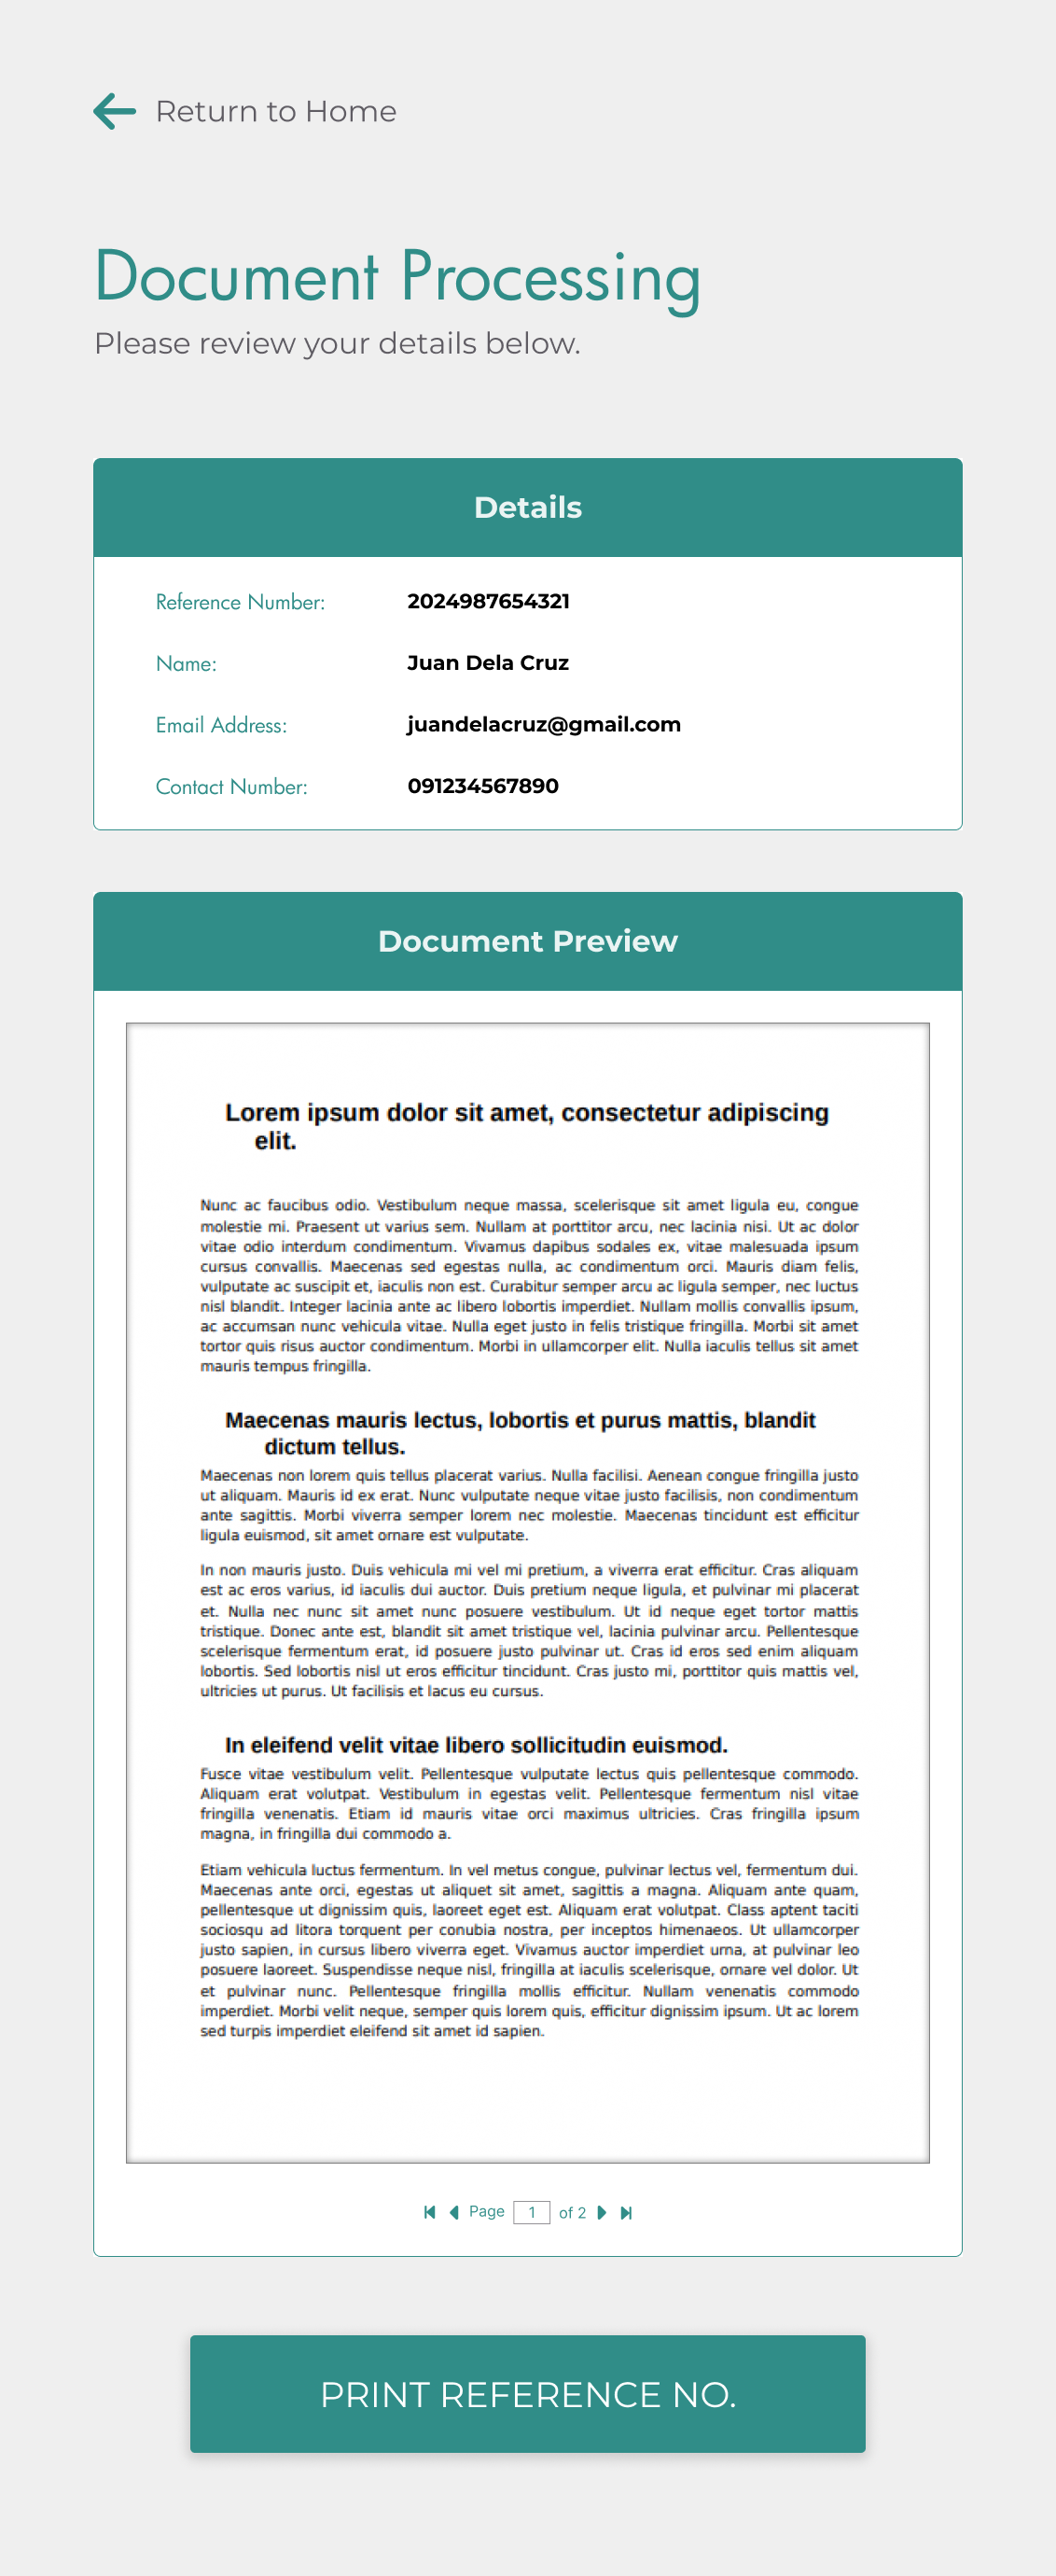 Return to Home
Document Processing
Please review your details below.
Details
Reference Number: 2024987654321
Name: Juan Dela Cruz
Email Address: juandelacruz@gmail.com
Contact Number: 091234567890
Document Preview
Lorem ipsum dolor sit amet, consectetur adipiscing
elit.
Nunc ac faucibus odio. Vestibulum neque massa, scelerisque sit amet ligula eu, congue
molestie mi. Praesent ut varius sem. Nullam at porttitor arcu, nec lacinia nisi. Ut ac dolor
vitae odio interdum condimentum. Vivamus dapibus sodales ex, vitae malesuada ipsum
cursus convallis. Maecenas sed egestas nulla, ac condimentum orci. Mauris diam felis,
vulputate ac suscipit et, iaculis non est. Curabitur semper arcu ac ligula semper, nec luctus
nisl blandit. Integer lacinia ante ac libero lobortis imperdiet. Nullam mollis convallis ipsum,
ac accumsan nunc vehicula vitae. Nulla eget justo in felis tristique fringilla. Morbi sit amet
tortor quis risus auctor condimentum. Morbi in ullamcorper elit. Nulla iaculis tellus sit amet
mauris tempus fringilla.
Maecenas mauris lectus, lobortis et purus mattis, blandit
dictum tellus.
Maecenas non lorem quis tellus placerat varius. Nulla facilisi. Aenean congue fringilla justo
ut aliquam. Mauris id ex erat. Nunc vulputate neque vitae justo facilisis, non condimentum
ante sagittis. Morbi viverra semper lorem nec molestie. Maecenas tincidunt est efficitur
ligula euismod, sit amet ornare est vulputate.
In non mauris justo. Duis vehicula mi vel mi pretium, a viverra erat efficitur. Cras aliquam
est ac eros varius, id iaculis dui auctor. Duis pretium neque ligula, et pulvinar mi placerat
et. Nulla nec nunc sit amet nunc posuere vestibulum. Ut id neque eget tortor mattis
tristique. Donec ante est, blandit sit amet tristique vel, lacinia pulvinar arcu. Pellentesque
scelerisque fermentum erat, id posuere justo pulvinar ut. Cras id eros sed enim aliquam
lobortis. Sed lobortis nisl ut eros efficitur tincidunt. Cras justo mi, porttitor quis mattis vel,
ultricies ut purus. Ut facilisis et lacus eu cursus.
In eleifend velit vitae libero sollicitudin euismod.
Fusce vitae vestibulum velit. Pellentesque vulputate lectus quis pellentesque commodo.
Aliquam erat volutpat. Vestibulum in egestas velit. Pellentesque fermentum nisl vitae
fringilla venenatis. Etiam id mauris vitae orci maximus ultricies. Cras fringilla ipsum
magna, in fringilla dui commodo a.
Etiam vehicula luctus fermentum. In vel metus congue, pulvinar lectus vel, fermentum dui.
Maecenas ante orci, egestas ut aliquet sit amet, sagittis a magna. Aliquam ante quam,
pellentesque ut dignissim quis, laoreet eget est. Aliquam erat volutpat. Class aptent taciti
sociosqu ad litora torquent per conubia nostra, per inceptos himenaeos. Ut ullamcorper
justo sapien, in cursus libero viverra eget. Vivamus auctor imperdiet urna, at pulvinar leo
posuere laoreet. Suspendisse neque nisl, fringilla at iaculis scelerisque, ornare vel dolor. Ut
et pulvinar nunc. Pellentesque fringilla mollis efficitur. Nullam venenatis commodo
imperdiet. Morbi velit neque, semper quis lorem quis, efficitur dignissim ipsum. Ut ac lorem
sed turpis imperdiet eleifend sit amet id sapien.
Page 1 of 2
PRINT REFERENCE NO.